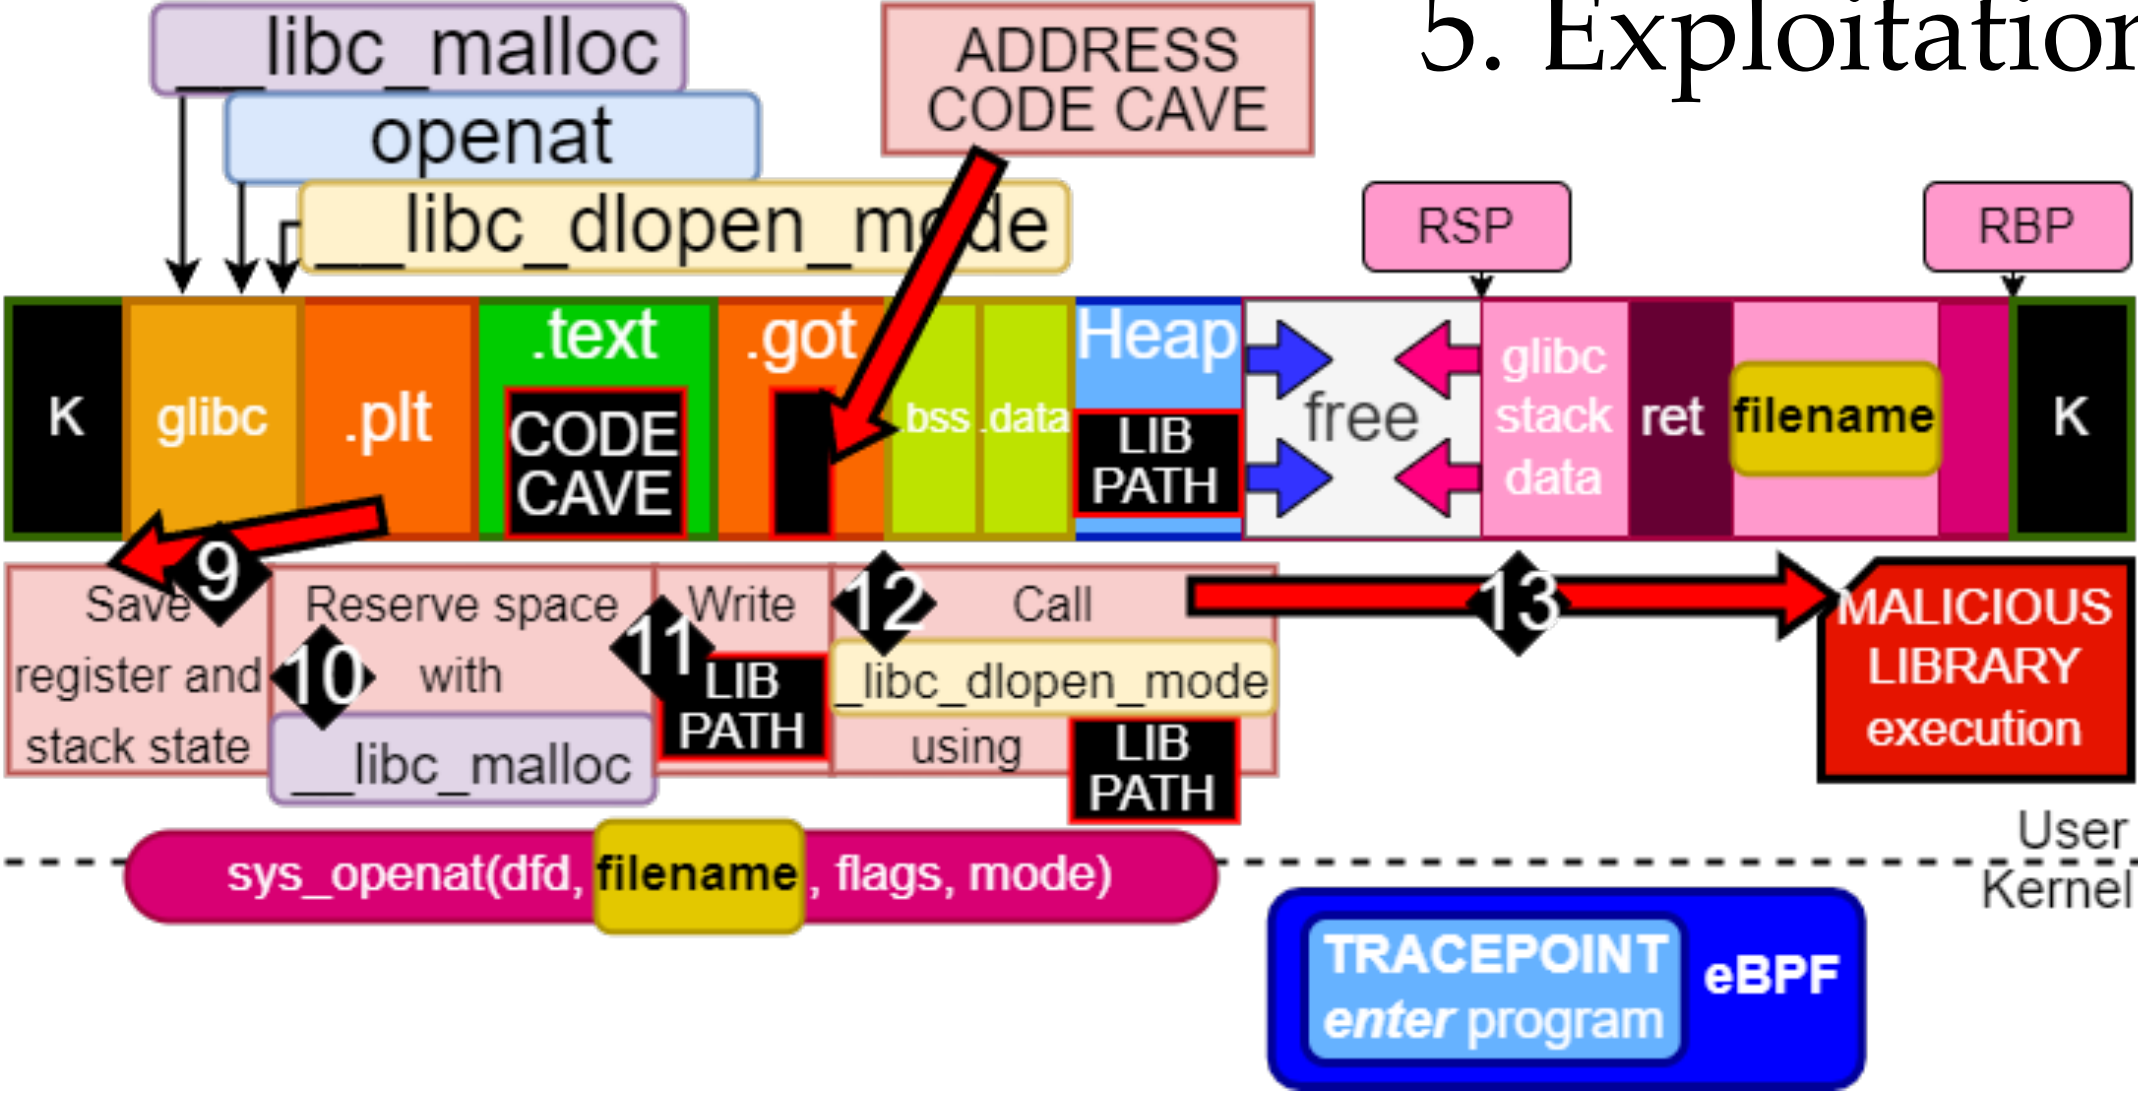 __libc_malloc
openat
__libc_dlopen_mode
ADDRESS
CODE CAVE
5. Exploitation
RSP
RBP
K
glibc
.plt
.text
CODE
CAVE
.got
.bss
.data
Heap
LIB
PATH
free
glibc
stack
data
ret
filename
K
9
Save
register and
stack state
10
Reserve space
with
__libc_malloc
11
Write
LIB
PATH
12
Call
_libc_dlopen_mode
using
LIB
PATH
13
MALICIOUS
LIBRARY
execution
User
Kernel
sys_openat(dfd, filename, flags, mode)
TRACEPOINT
enter program
eBPF